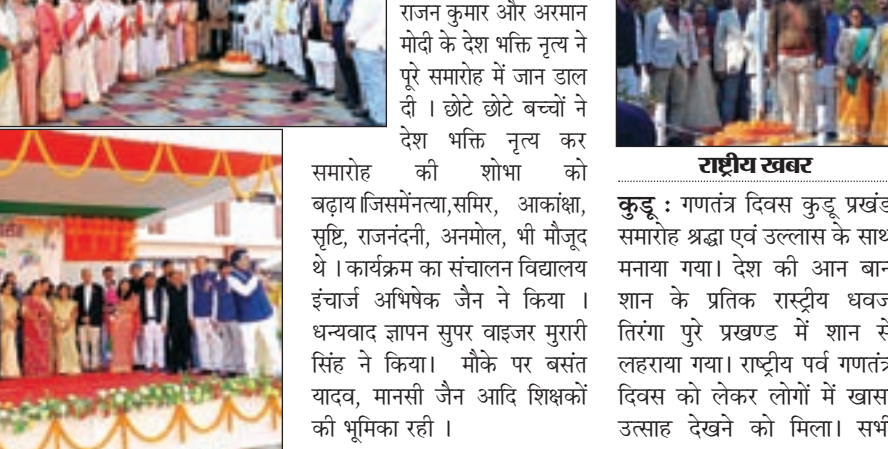 राजन कुमार और अरमान
मोदी के देश भक्ति नृत्य ने
पूरे समारोह में जान डाल
दी । छोटे छोटे बच्चों ने
देश भक्ति नृत्य कर
समारोह की शोभा को
बढ़ाय।जिसमेंनत्या,समिर, आकांक्षा,
सृष्टि, राजनंदनी, अनमोल, भी मौजूद
थे । कार्यक्रम का संचालन विद्यालय
इंचार्ज अभिषेक जैन ने किया ।
धन्यवाद ज्ञापन सुपर वाइजर मुरारी
सिंह ने किया। मौके पर बसंत
यादव, मानसी जैन आदि शिक्षकों
की भूमिका रही ।
राष्ट्रीय खबर
कुडू : गणतंत्र दिवस कुडू प्रखंड
समारोह श्रद्धा एवं उल्लास के साथ
मनाया गया। देश की आन बान
शान के प्रतिक रास्ट्रीय धवज
तिरंगा पुरे प्रखण्ड में शान से
लहराया गया। राष्ट्रीय पर्व गणतंत्र
दिवस को लेकर लोगों में खासा
उत्साह देखने को मिला। सभी